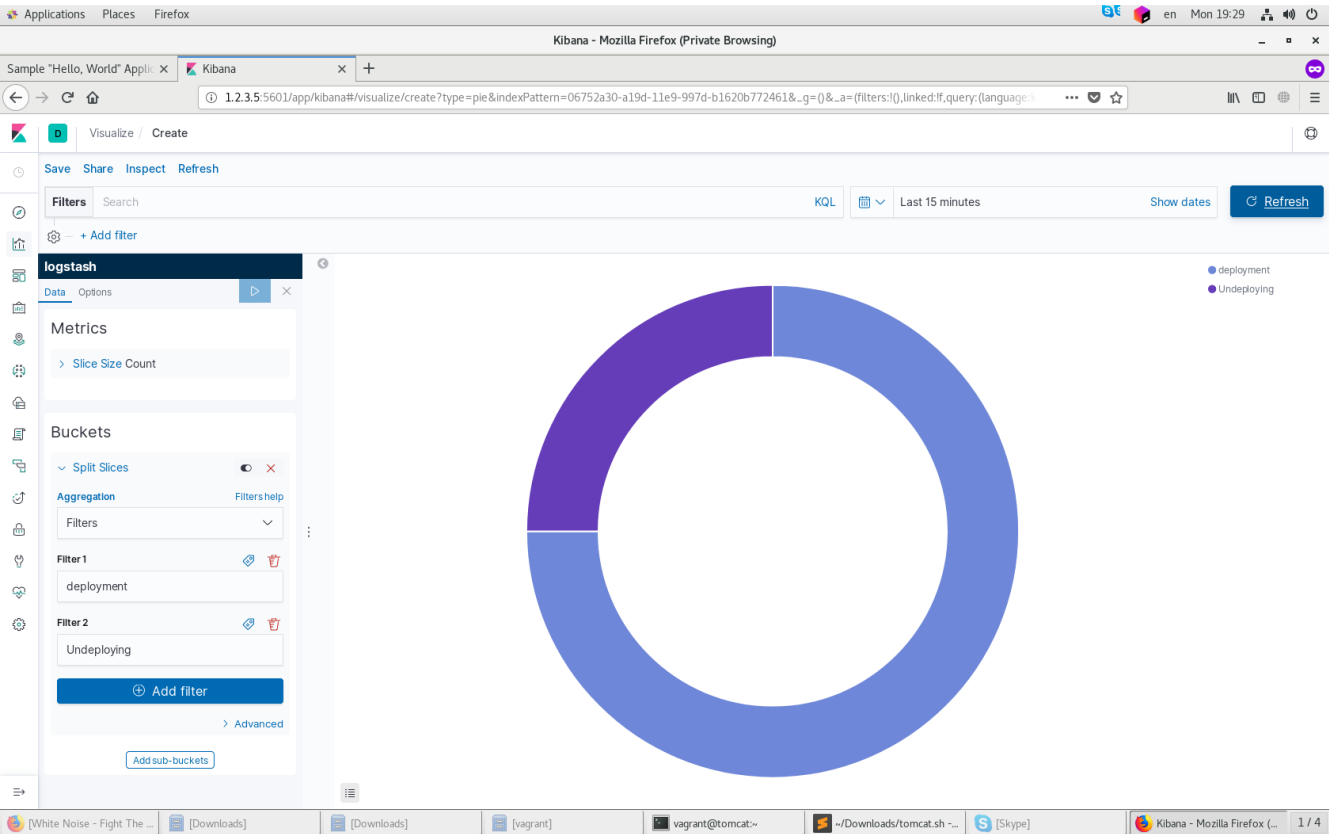 Applications Places Firefox en Mon 19:29
Kibana - Mozilla Firefox (Private Browsing)
Sample "Hello, World" Applic Kibana
1.2.3.5:5601/app/kibana#/visualize/create?type=pie&indexPattern=06752a30-a19d-11e9-997d-b1620b772461&_g=()&_a=(filters:!(),linked:!f,query:(language:
D Visualize / Create
Save Share Inspect Refresh
Filters Search KQL Last 15 minutes Show dates Refresh
+ Add filter
logstash
Data Options
deployment
Undeploying
Metrics
Slice Size Count
Buckets
Split Slices
Aggregation Filters help
Filters
Filter 1
deployment
Filter 2
Undeploying
Add filter
Advanced
Add sub-buckets
[White Noise - Fight The ... [Downloads] [Downloads] [vagrant] vagrant@tomcat:~ ~/Downloads/tomcat.sh -... [Skype] Kibana - Mozilla Firefox (... 1 / 4